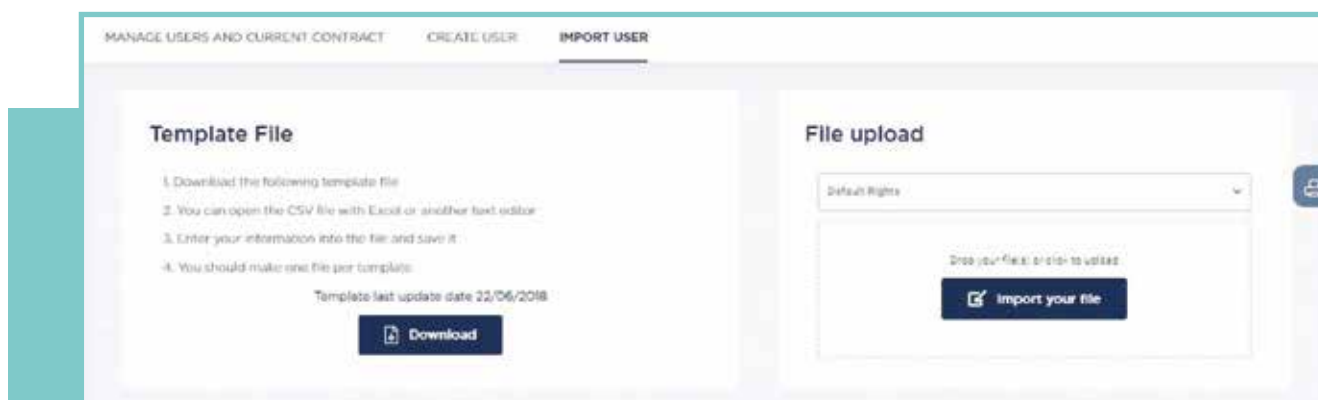 MANAGE USERS AND CURRENT CONTRACT CREATE USER IMPORT USER
Template File
1. Download the following template file
2. You can open the CSV file with Excel or another text editor
3. Enter your information into the file and save it
4. You should make one file per template
Template last update date 22/06/2018
Download
File upload
Default Rights
Drop your file(s) or click to upload
Import your file